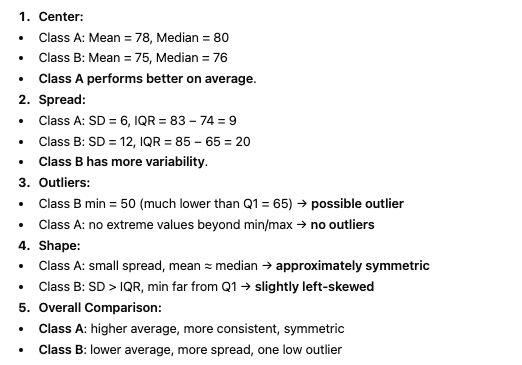 1. Center:
• Class A: Mean = 78, Median = 80
• Class B: Mean = 75, Median = 76
• Class A performs better on average.
2. Spread:
• Class A: SD = 6, IQR = 83 – 74 = 9
• Class B: SD = 12, IQR = 85 – 65 = 20
• Class B has more variability.
3. Outliers:
• Class B min = 50 (much lower than Q1 = 65) → possible outlier
• Class A: no extreme values beyond min/max → no outliers
4. Shape:
• Class A: small spread, mean ≈ median → approximately symmetric
• Class B: SD > IQR, min far from Q1 → slightly left-skewed
5. Overall Comparison:
• Class A: higher average, more consistent, symmetric
• Class B: lower average, more spread, one low outlier